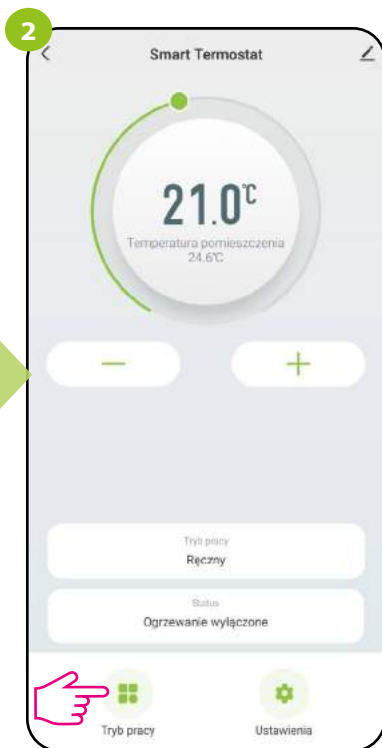 2
Smart Termostat
21.0°C
Temperatura pomieszczenia
24.6°C
Tryb pracy
Ręczny
Status
Ogrzewanie wyłączone
Tryb pracy
Ustawienia